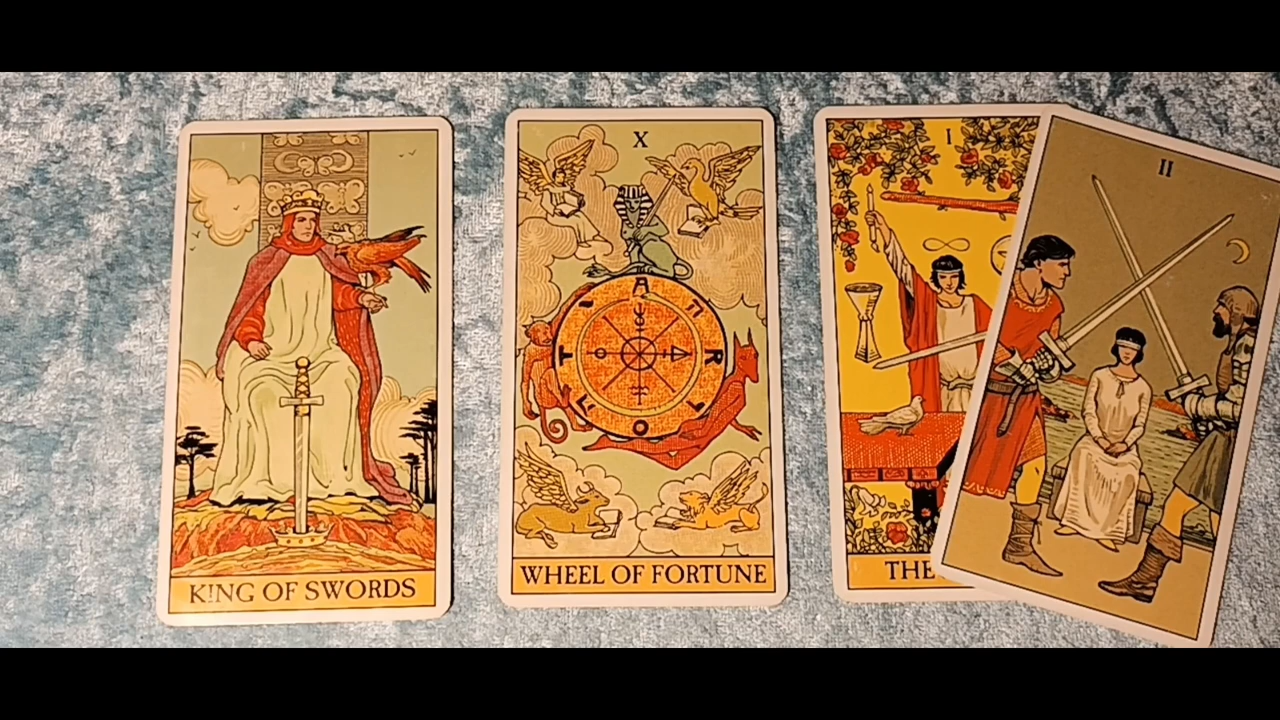 KING OF SWORDS
X
WHEEL OF FORTUNE
I
THE
II